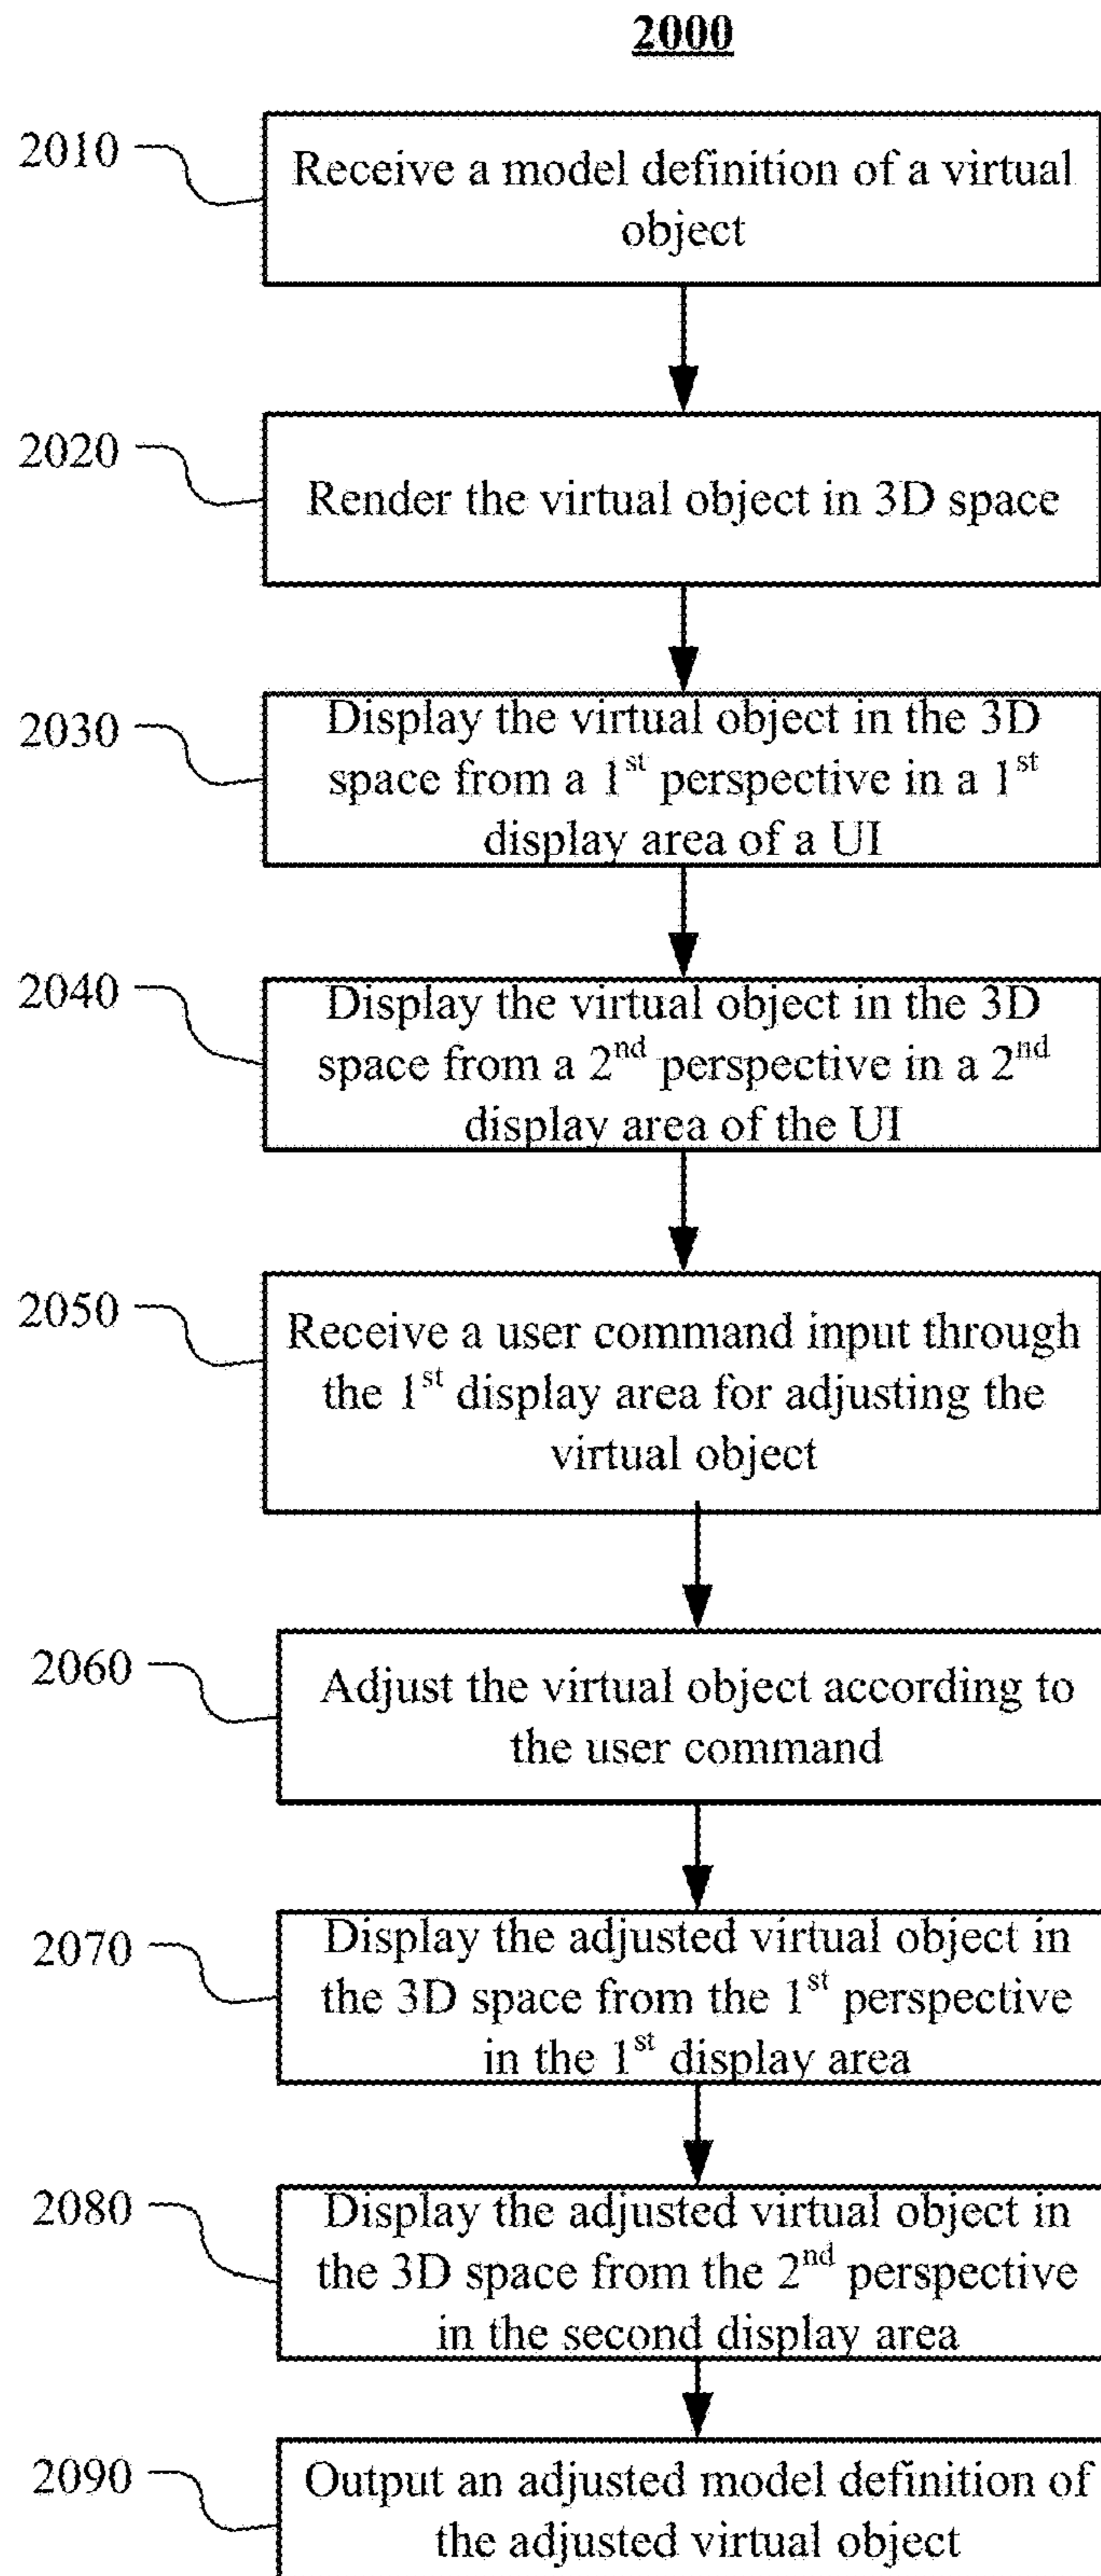 2000
2010
Receive a model definition of a virtual
object
2020
Render the virtual object in 3D space
2030
Display the virtual object in the 3D
space from a 1st perspective in a 1st
display area of a UI
2040
Display the virtual object in the 3D
space from a 2nd perspective in a 2nd
display area of the UI
2050
Receive a user command input through
the 1st display area for adjusting the
virtual object
2060
Adjust the virtual object according to
the user command
2070
Display the adjusted virtual object in
the 3D space from the 1st perspective
in the 1st display area
2080
Display the adjusted virtual object in
the 3D space from the 2nd perspective
in the second display area
2090
Output an adjusted model definition of
the adjusted virtual object